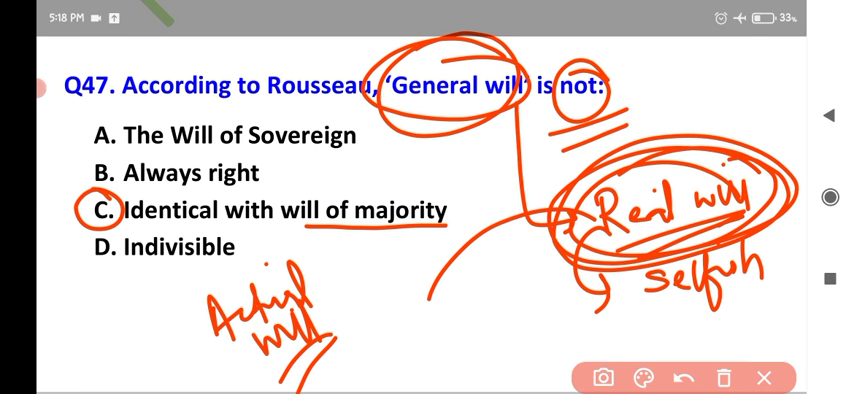 5:18 PM
33%
Q47. According to Rousseau, 'General will' is not:
A. The Will of Sovereign
B. Always right
C. Identical with will of majority
D. Indivisible
Real will
selfish
Actual
will